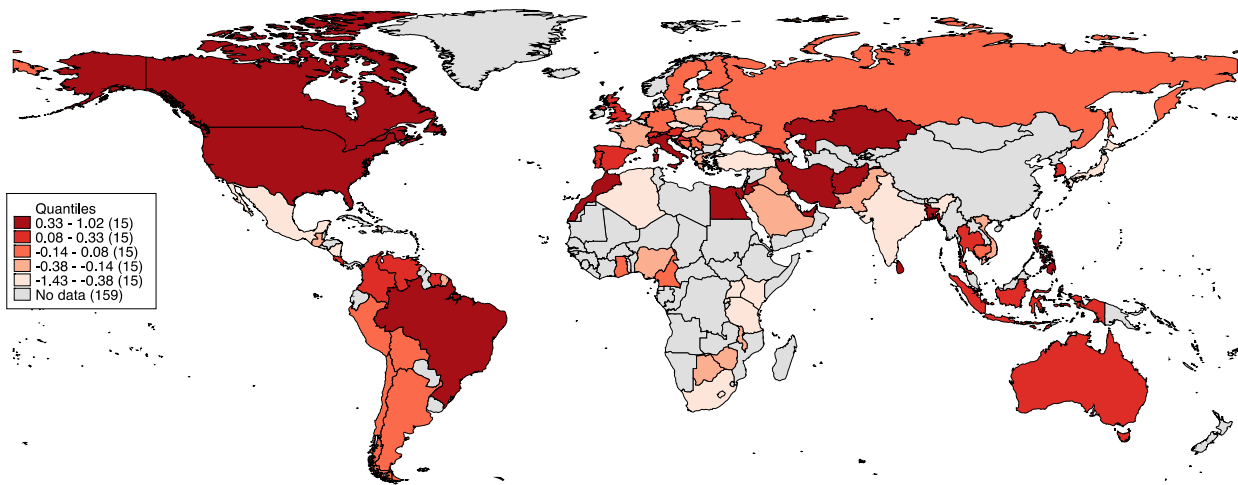 Quantiles
0.33 - 1.02 (15)
0.08 - 0.33 (15)
-0.14 - 0.08 (15)
-0.38 - -0.14 (15)
-1.43 - -0.38 (15)
No data (159)